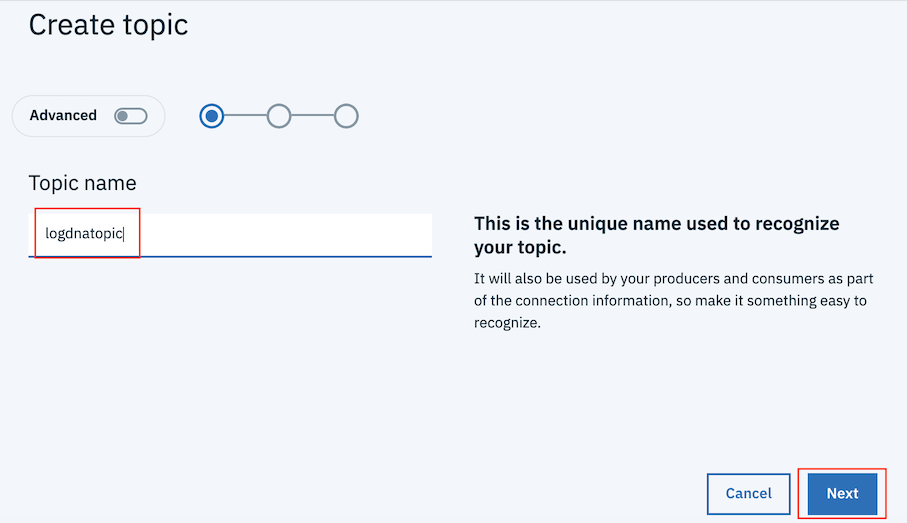 Create topic
Advanced
Topic name
logdnatopic
This is the unique name used to recognize
your topic.
It will also be used by your producers and consumers as part
of the connection information, so make it something easy to
recognize.
Cancel
Next